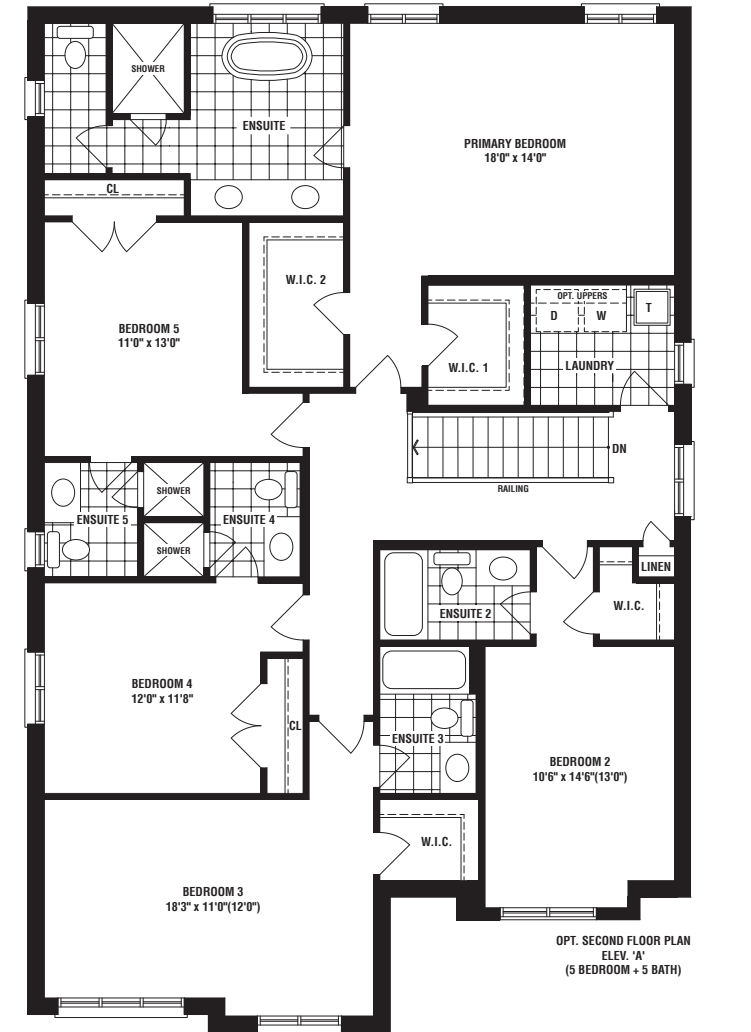 SHOWER
ENSUITE
PRIMARY BEDROOM
18'0" x 14'0"
CL
W.I.C. 2
OPT. UPPERS
D
W
T
BEDROOM 5
11'0" x 13'0"
W.I.C. 1
LAUNDRY
DN
RAILING
SHOWER
ENSUITE 5
ENSUITE 4
SHOWER
LINEN
W.I.C.
ENSUITE 2
BEDROOM 4
12'0" x 11'8"
CL
ENSUITE 3
BEDROOM 2
10'6" x 14'6"(13'0")
W.I.C.
BEDROOM 3
18'3" x 11'0"(12'0")
OPT. SECOND FLOOR PLAN
ELEV. 'A'
(5 BEDROOM + 5 BATH)